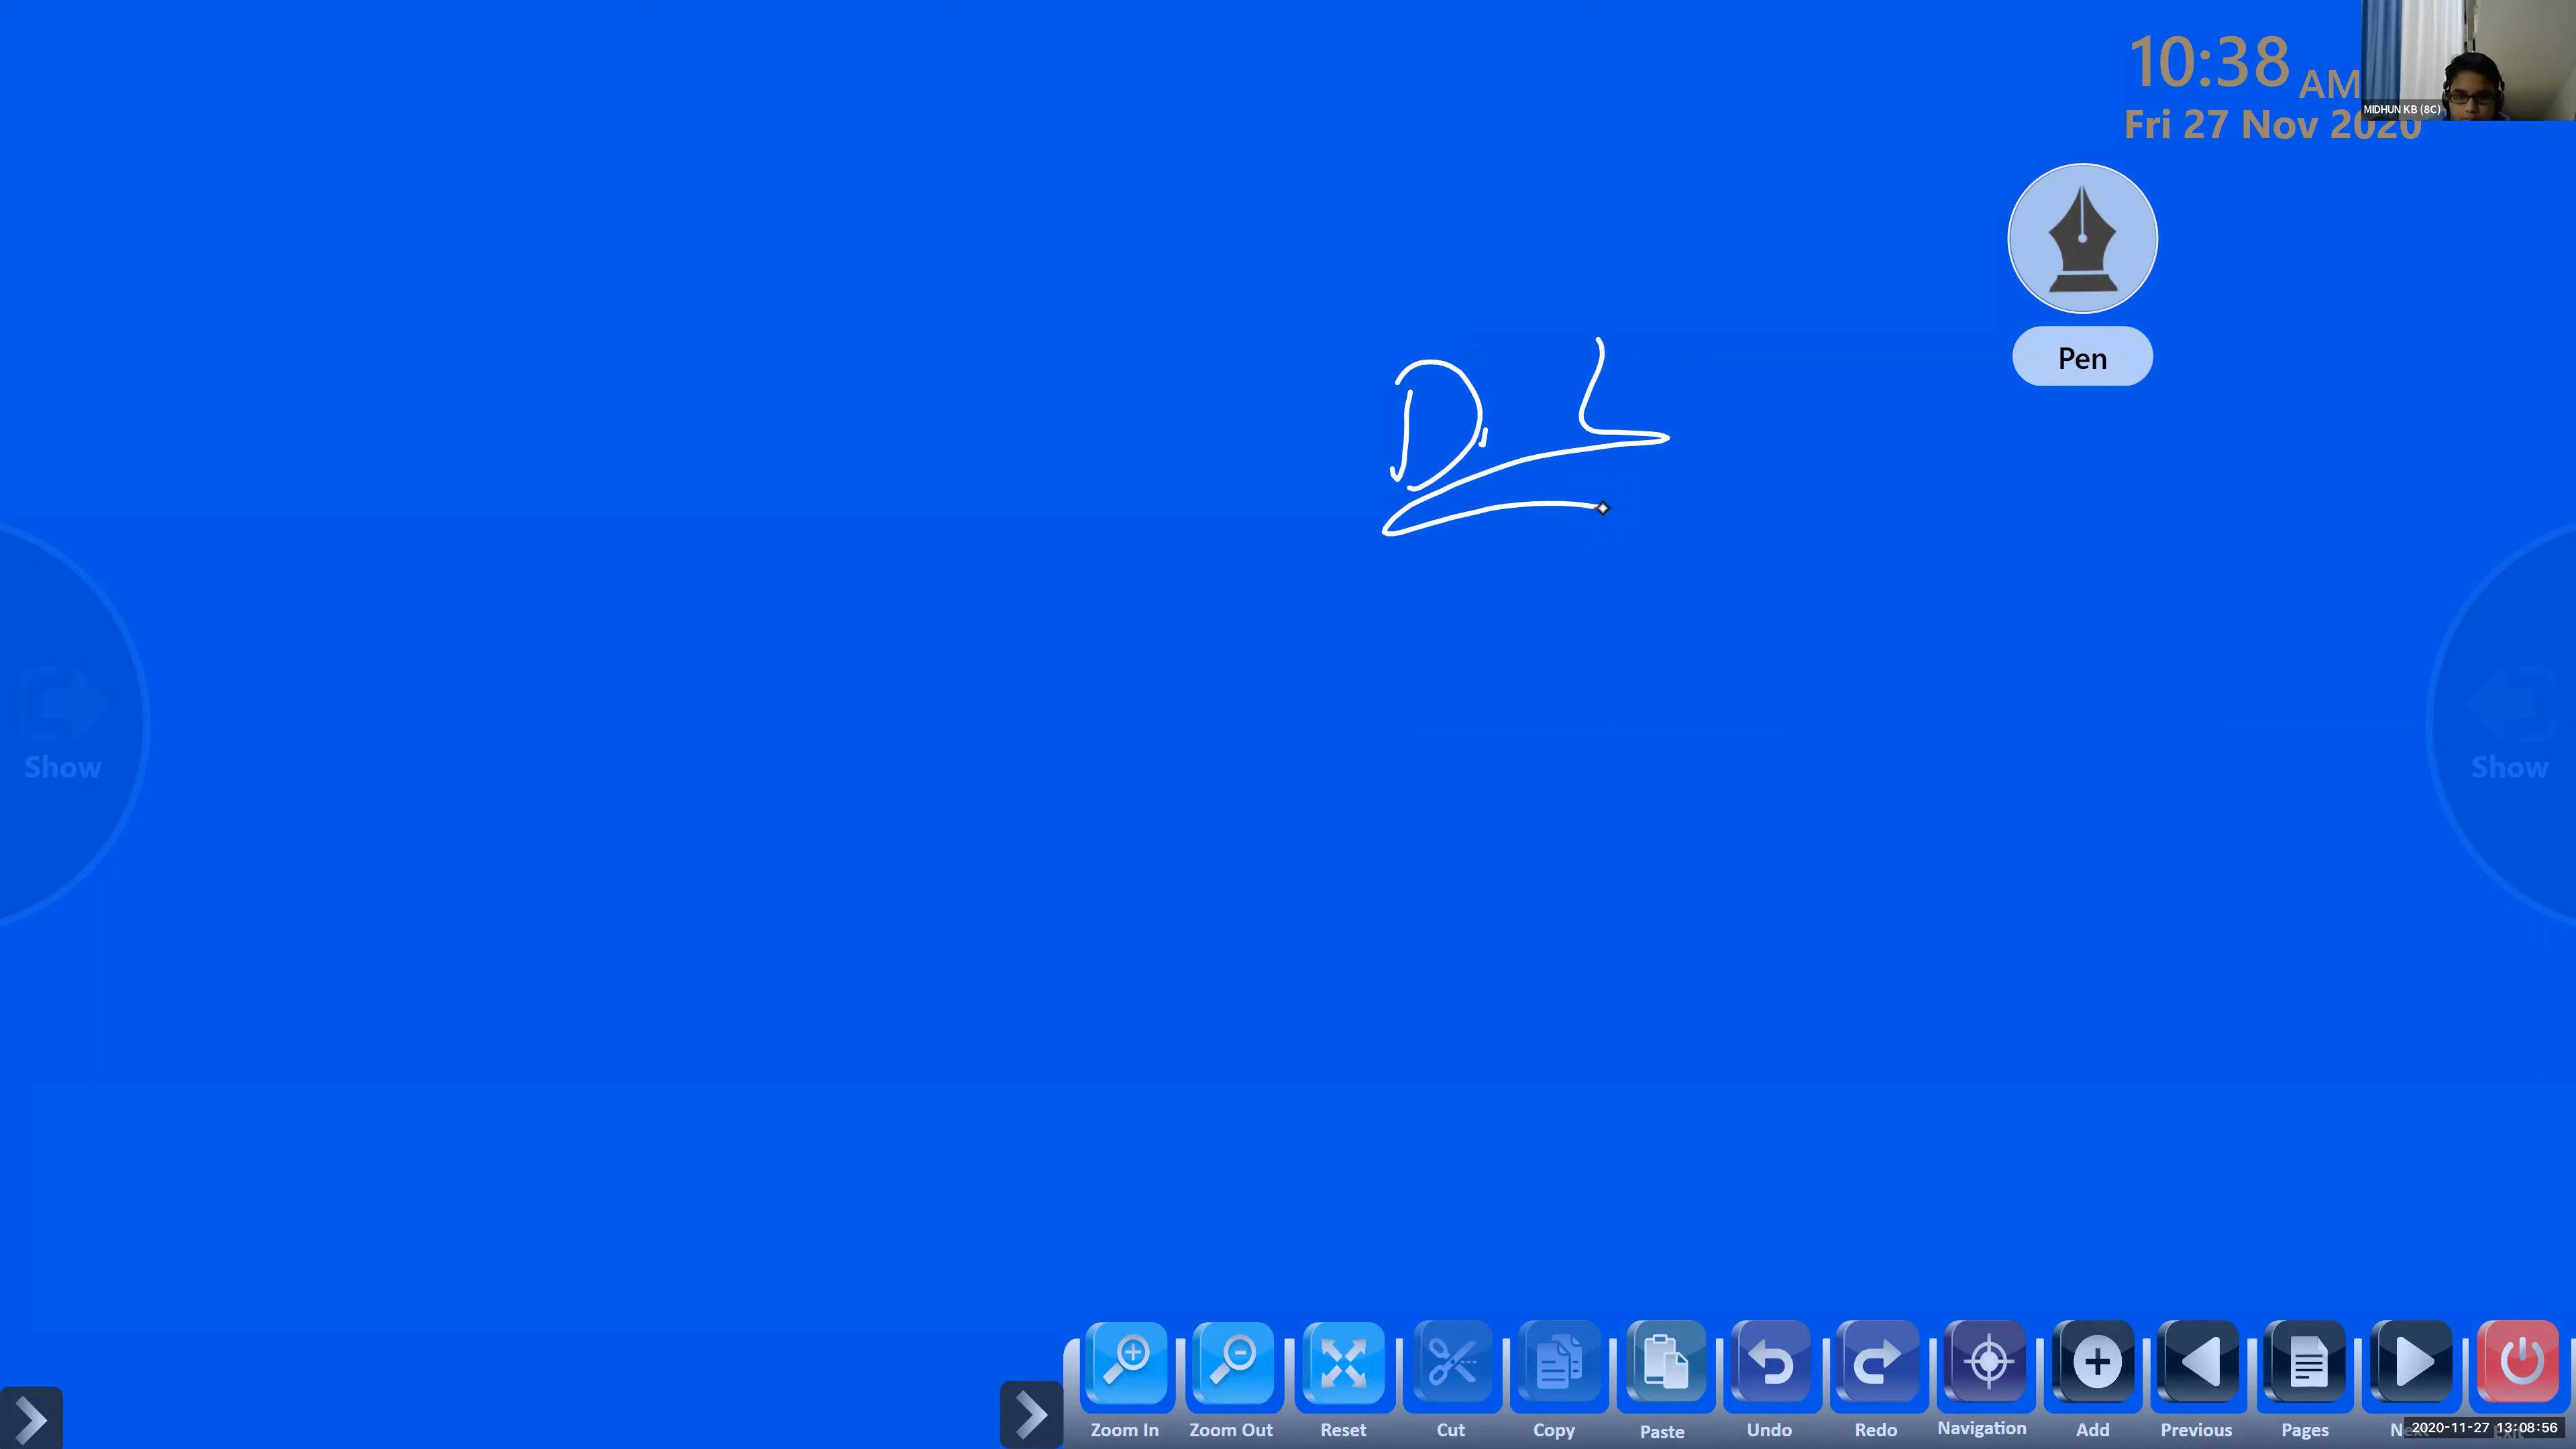 10:38 AM
MIDHUN KB (8C)
Fri 27 Nov 2020
Pen
D. L
Show
Show
Zoom In Zoom Out Reset Cut Copy Paste Undo Redo Navigation Add Previous Pages
2020-11-27 13:08:56